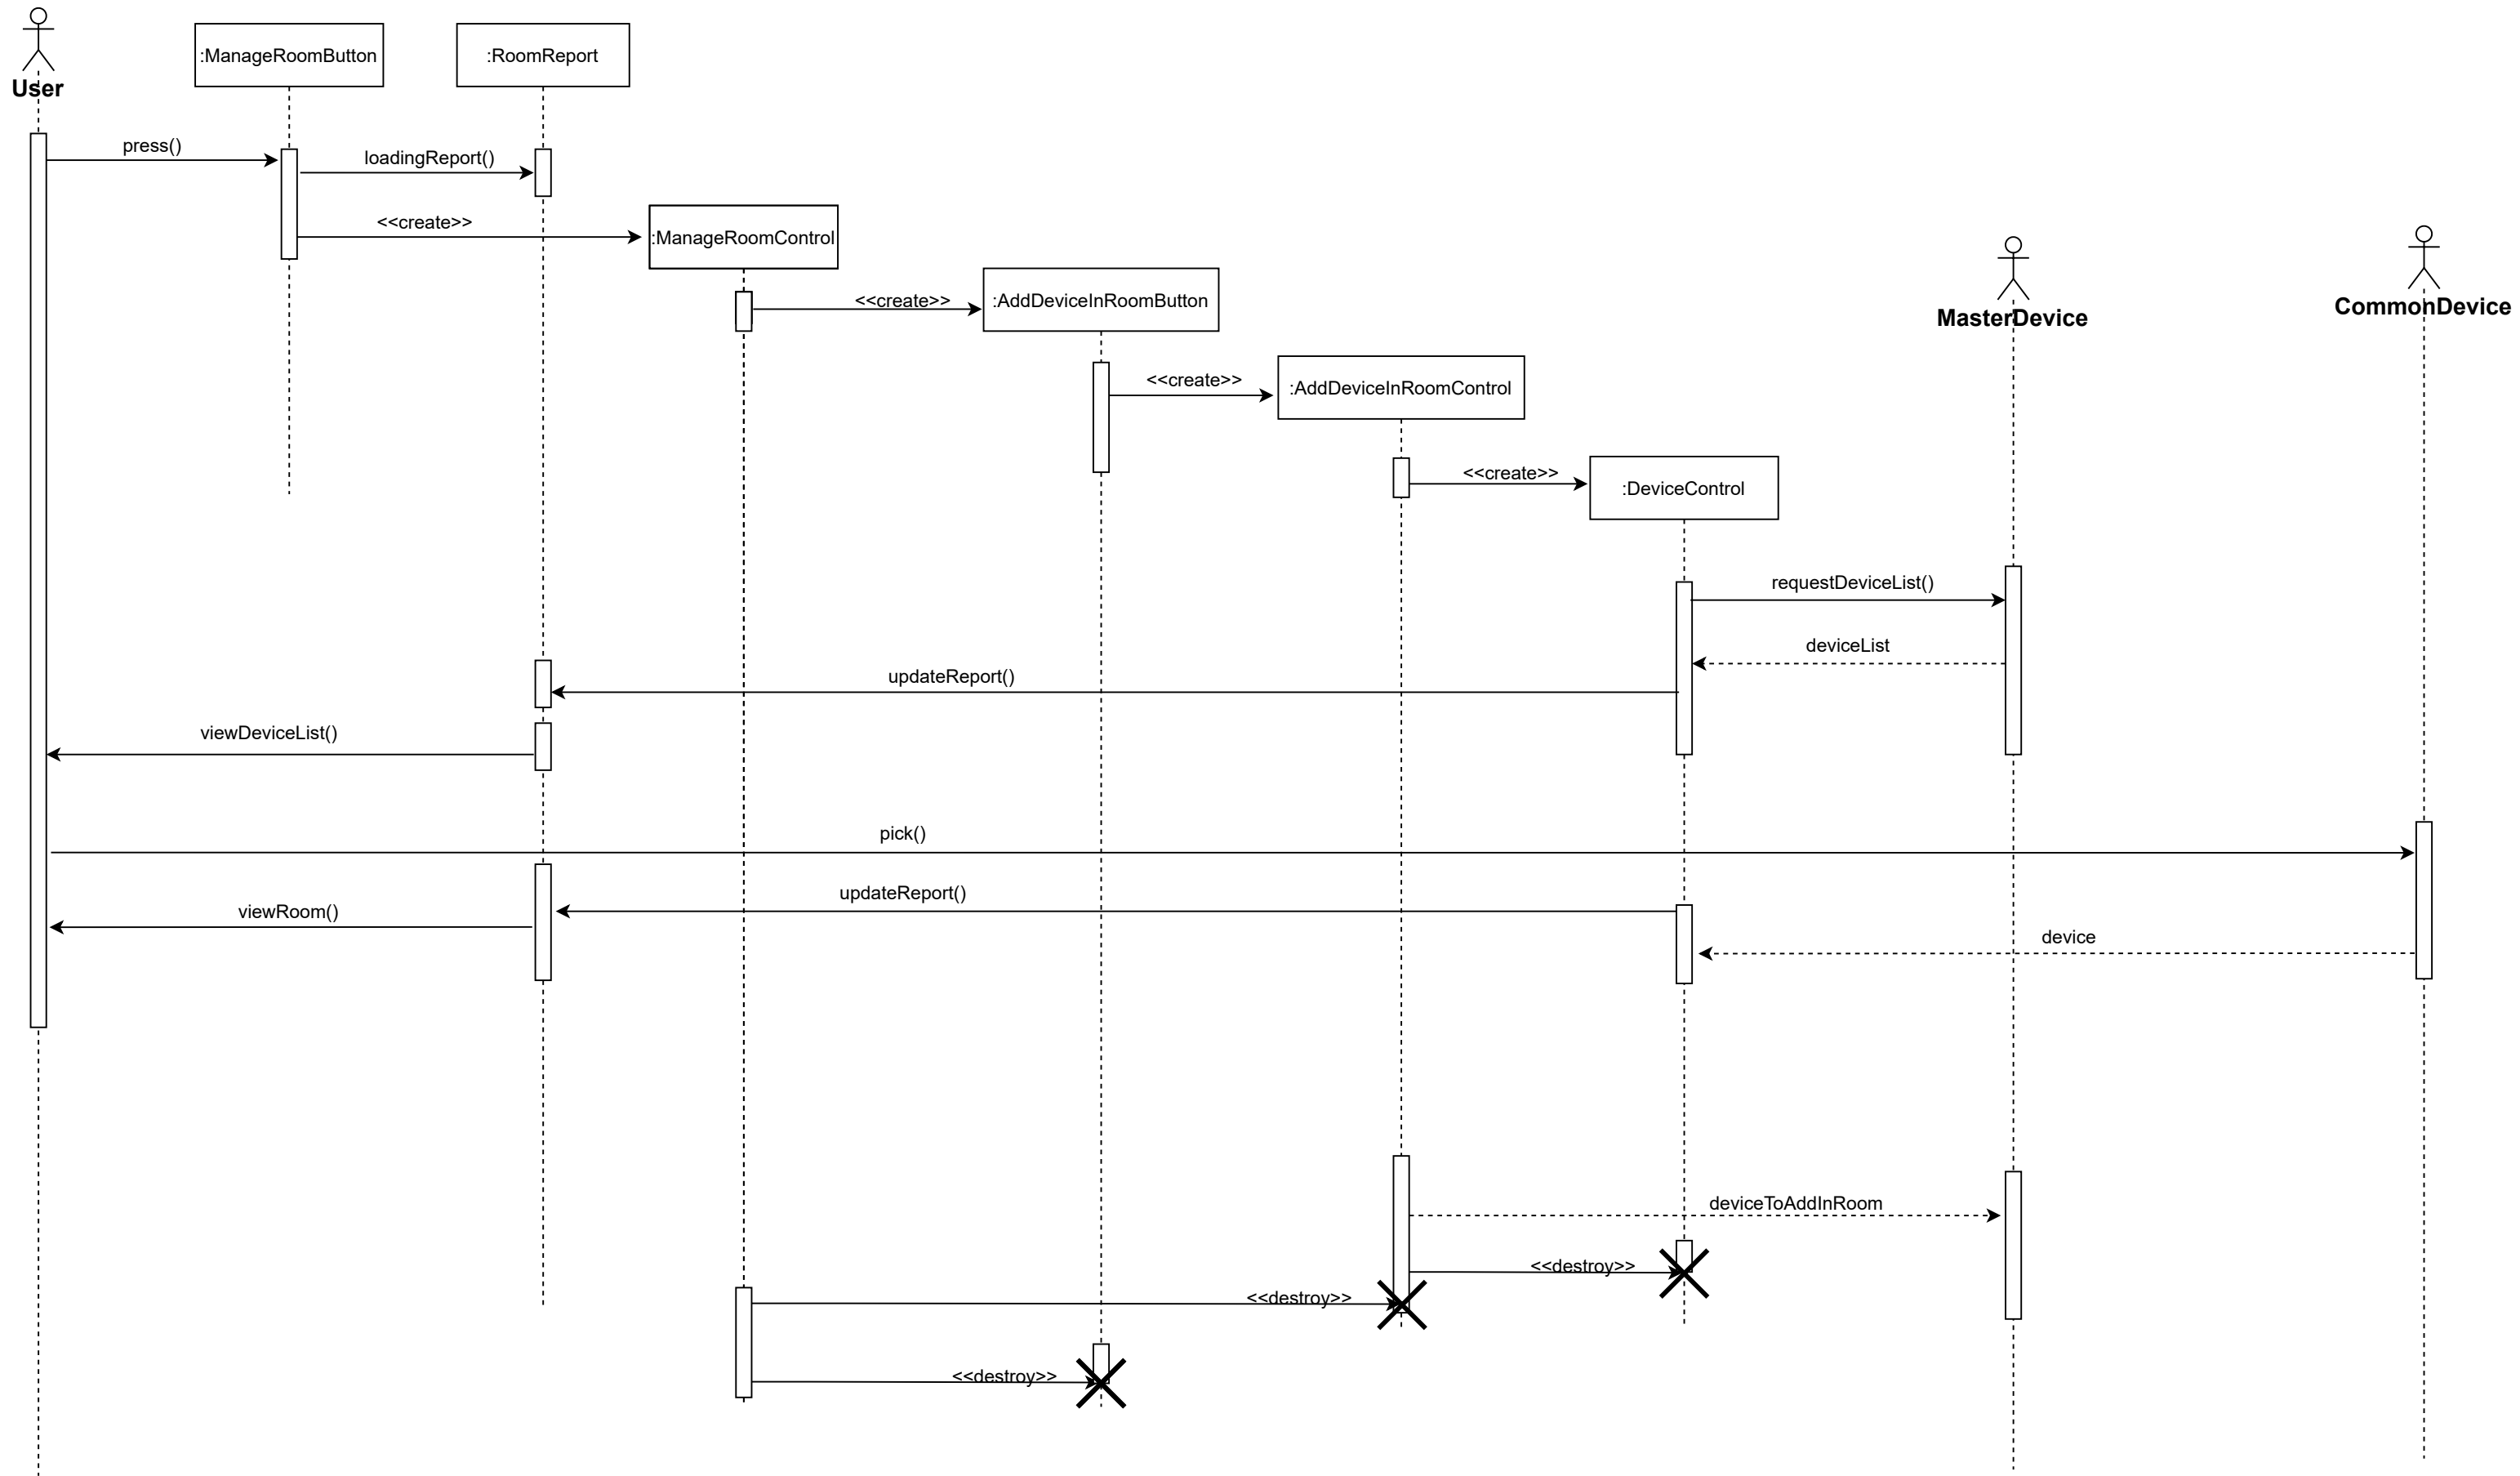 User
:ManageRoomButton
:RoomReport
press()
loadingReport()
<<create>>
:ManageRoomControl
<<create>>
:AddDeviceInRoomButton
MasterDevice
CommonDevice
<<create>>
:AddDeviceInRoomControl
<<create>>
:DeviceControl
requestDeviceList()
deviceList
updateReport()
viewDeviceList()
pick()
updateReport()
viewRoom()
device
deviceToAddInRoom
<<destroy>>
<<destroy>>
<<destroy>>